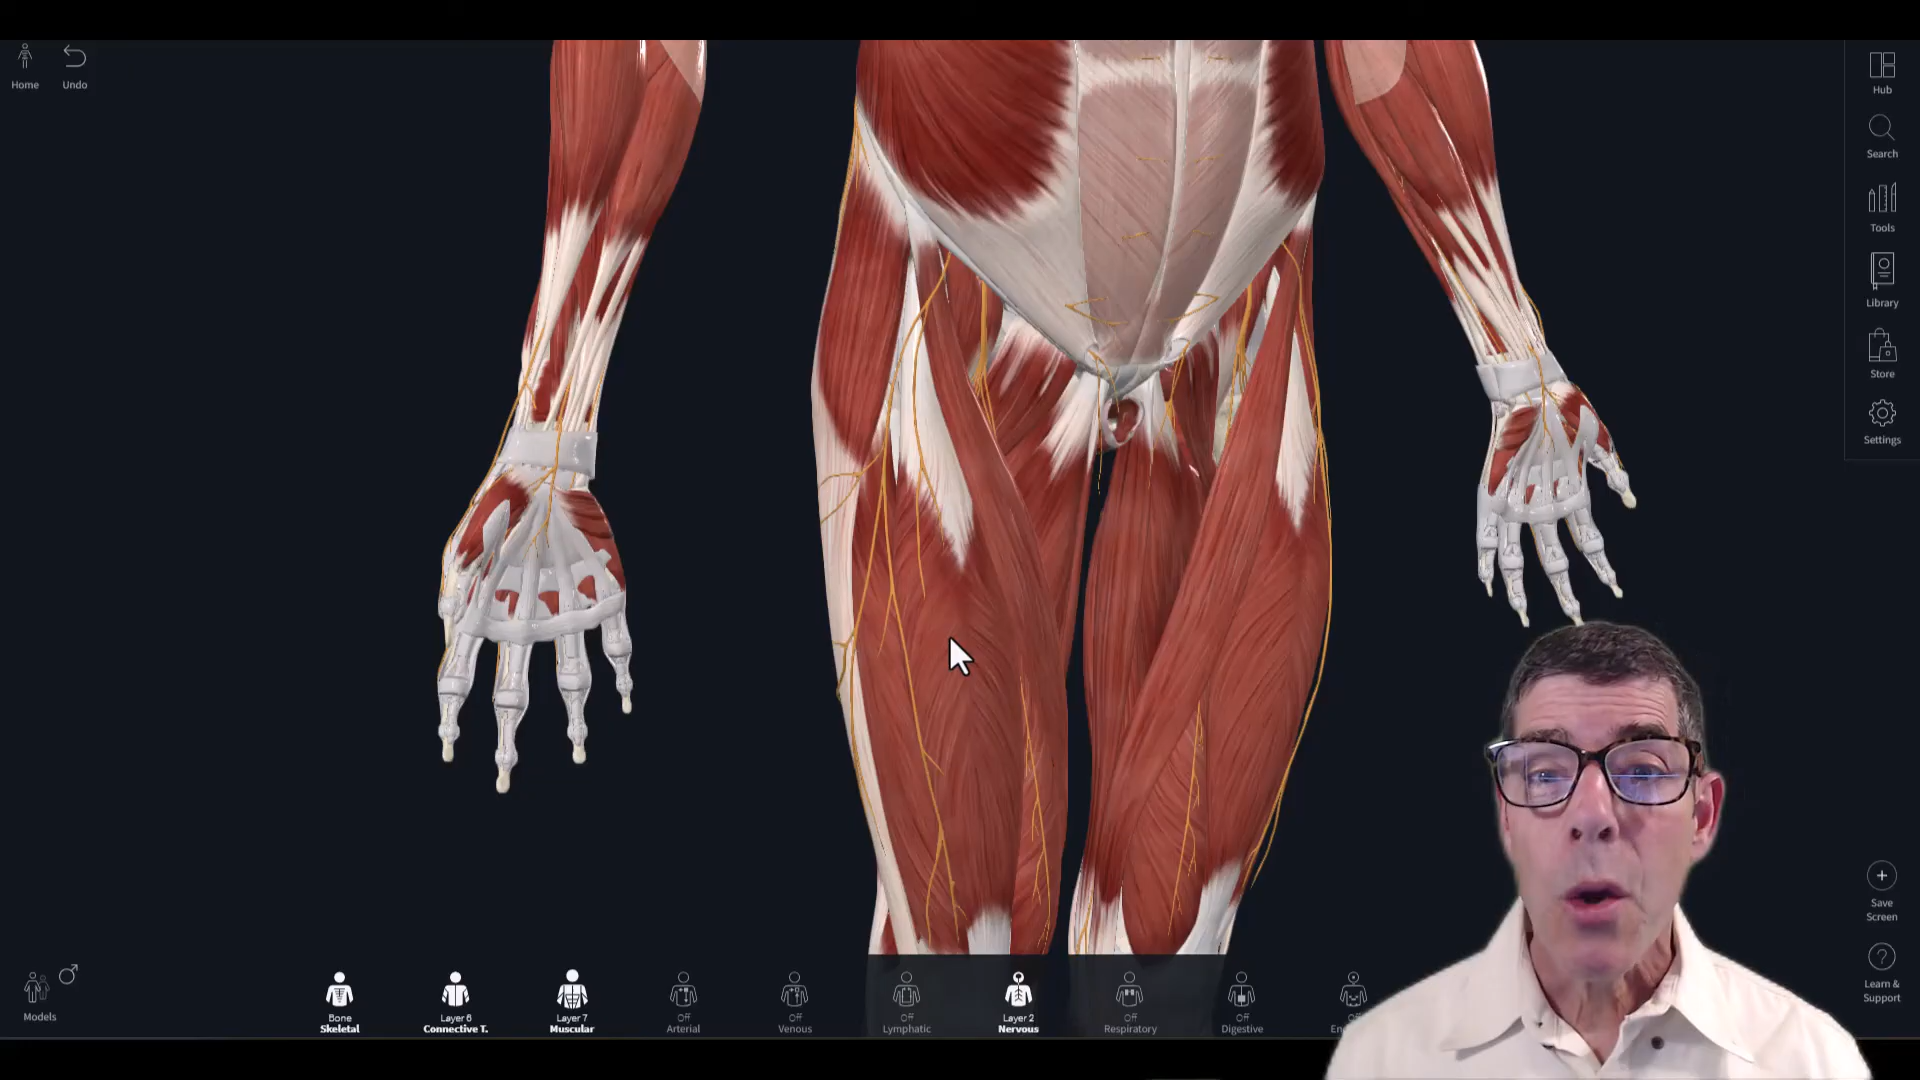 Home
Undo
Hub
Search
Tools
Library
Store
Settings
Save
Screen
Learn &
Support
Models
Bone
Skeletal
Layer 6
Connective T.
Layer 7
Muscular
Off
Arterial
Off
Venous
Off
Lymphatic
Layer 2
Nervous
Off
Respiratory
Off
Digestive